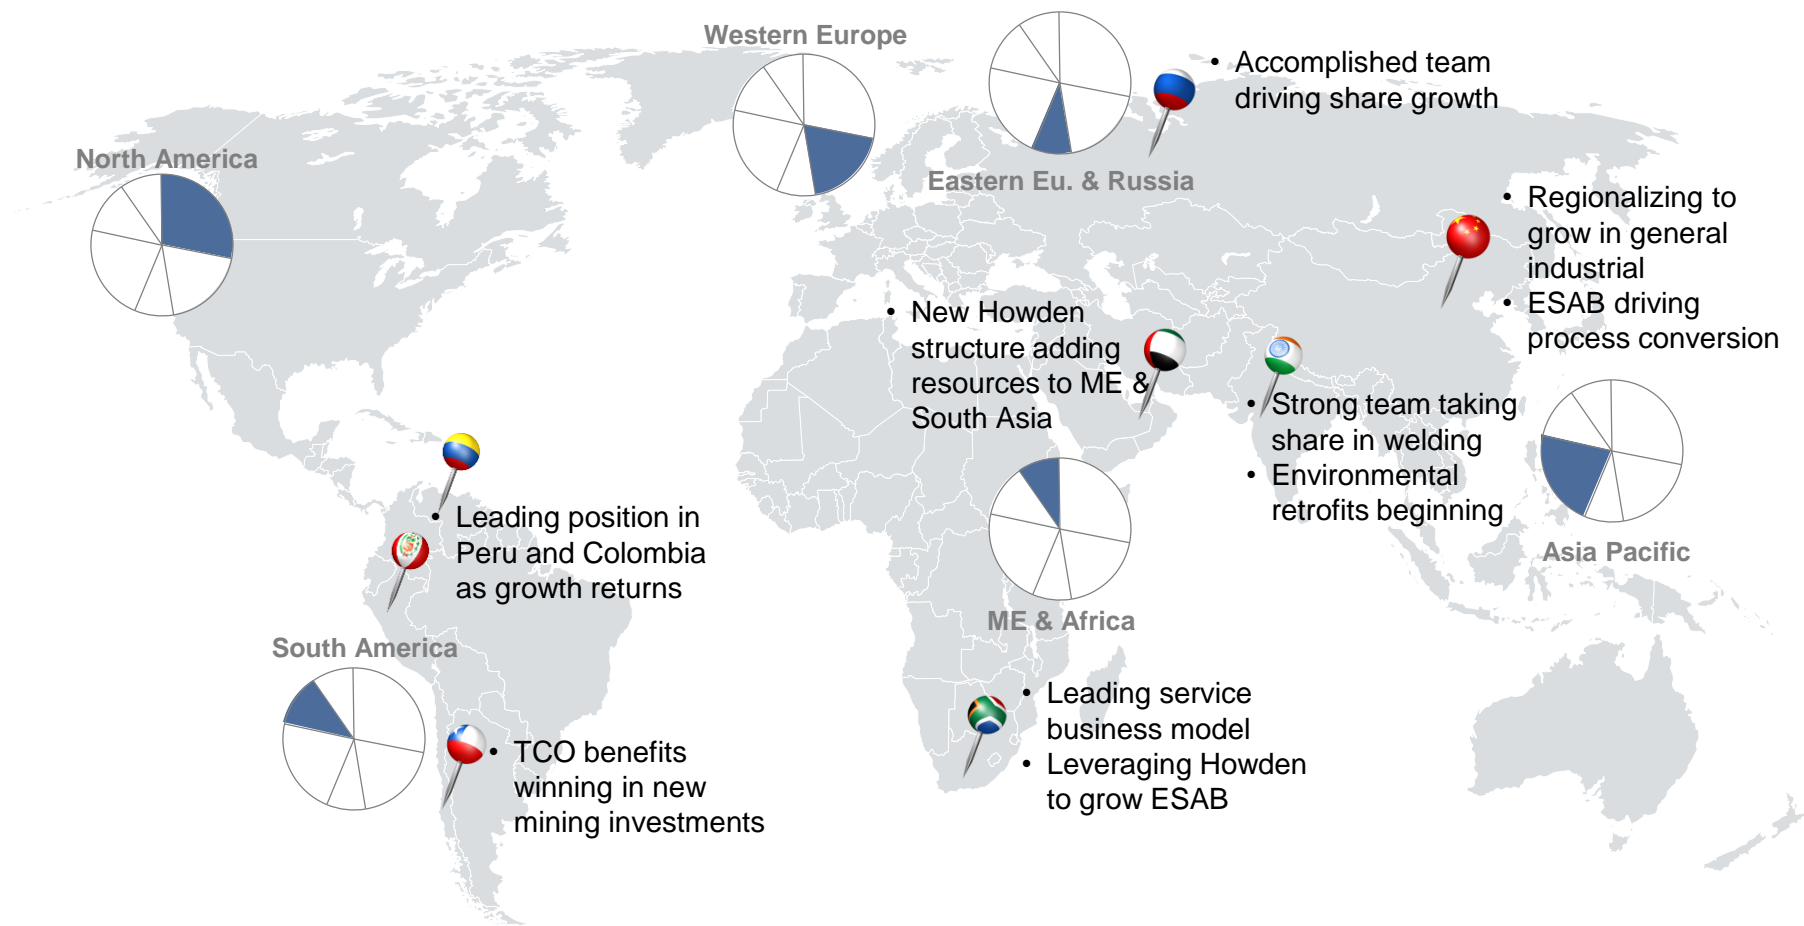 Western Europe
• Accomplished team
driving share growth
North America
Eastern Eu. & Russia
• Regionalizing to
grow in general
industrial
• ESAB driving
process conversion
• New Howden
structure adding
resources to ME &
South Asia
• Strong team taking
share in welding
• Environmental
retrofits beginning
Asia Pacific
• Leading position in
Peru and Colombia
as growth returns
ME & Africa
South America
• Leading service
business model
• Leveraging Howden
to grow ESAB
• TCO benefits
winning in new
mining investments